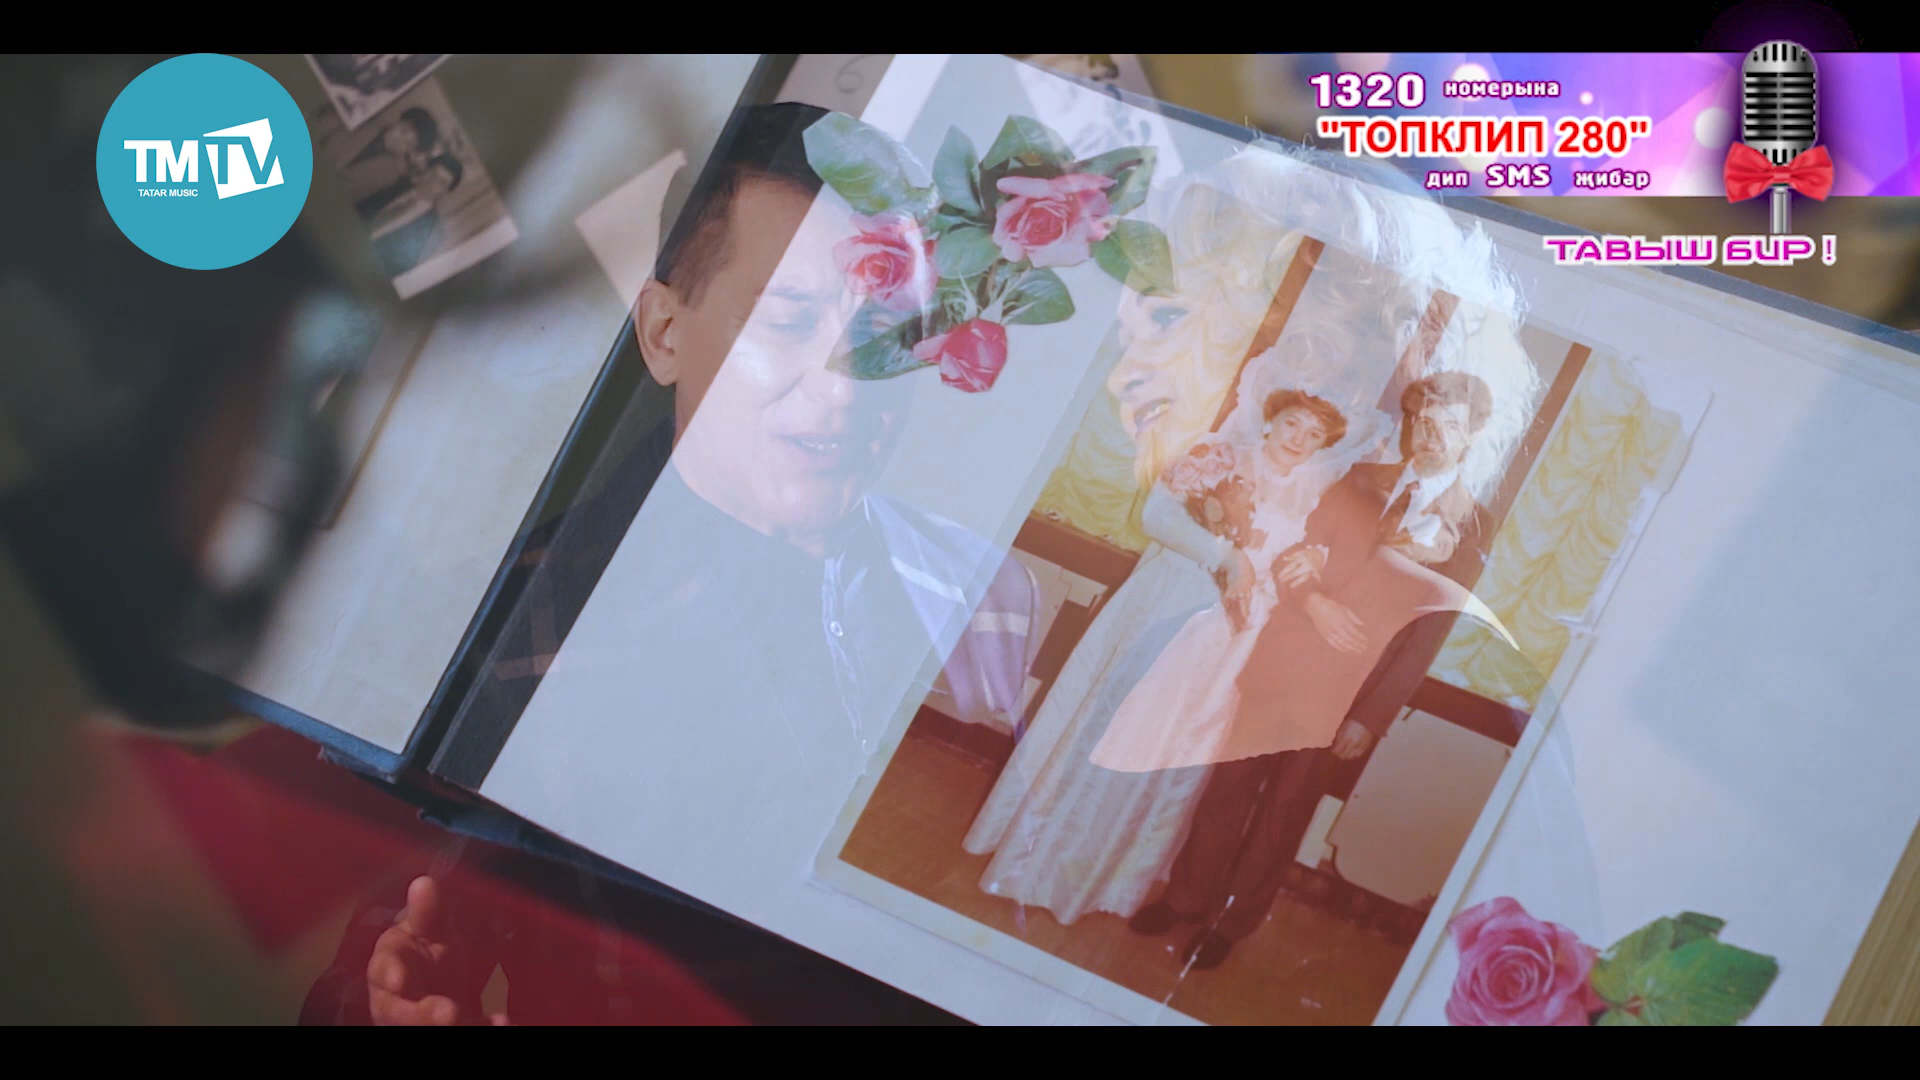 TMTV
TATAR MUSIC
1320 номерына
"ТОПКЛИП 280"
дип SMS җибәр
ТАВЫШ БИР !